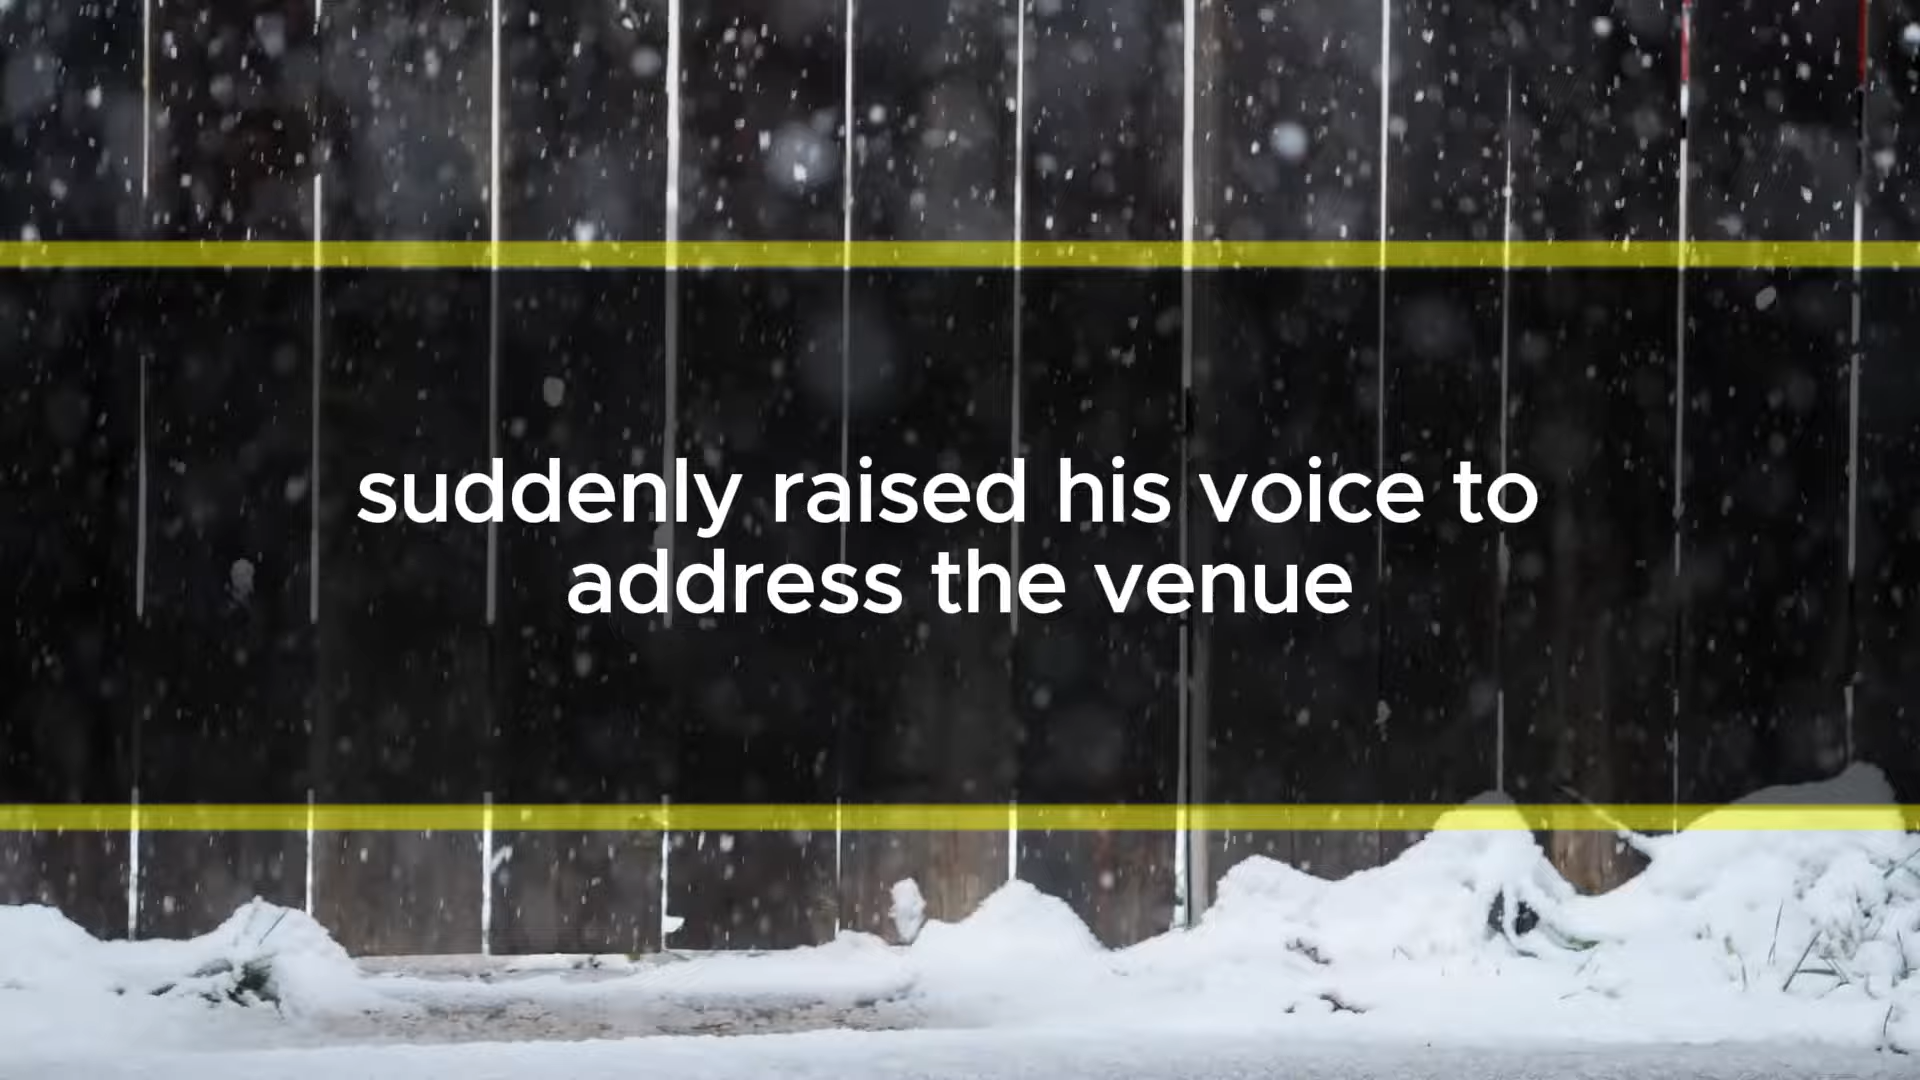 suddenly raised his voice to
address the venue